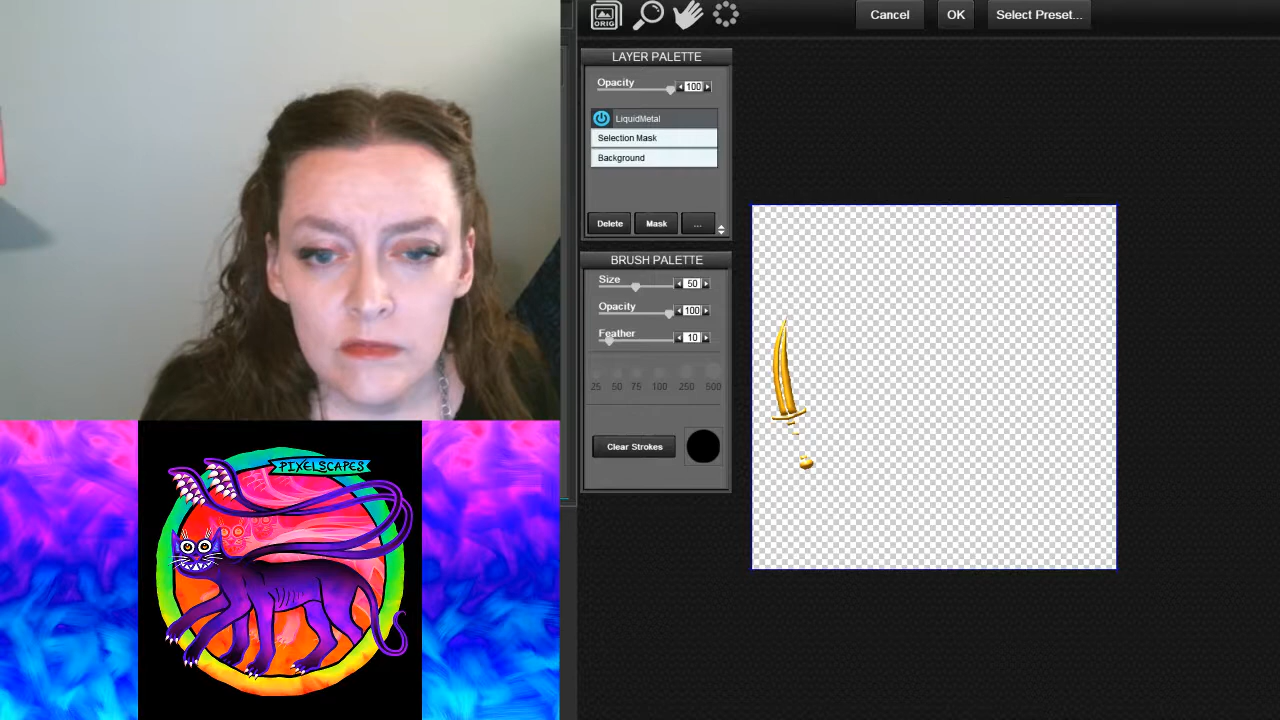 ORIG
Cancel
OK
Select Preset...
LAYER PALETTE
Opacity
100
LiquidMetal
Selection Mask
Background
Delete
Mask
...
BRUSH PALETTE
Size
50
Opacity
100
Feather
10
25 50 75 100 250 500
Clear Strokes
PIXELSCAPES